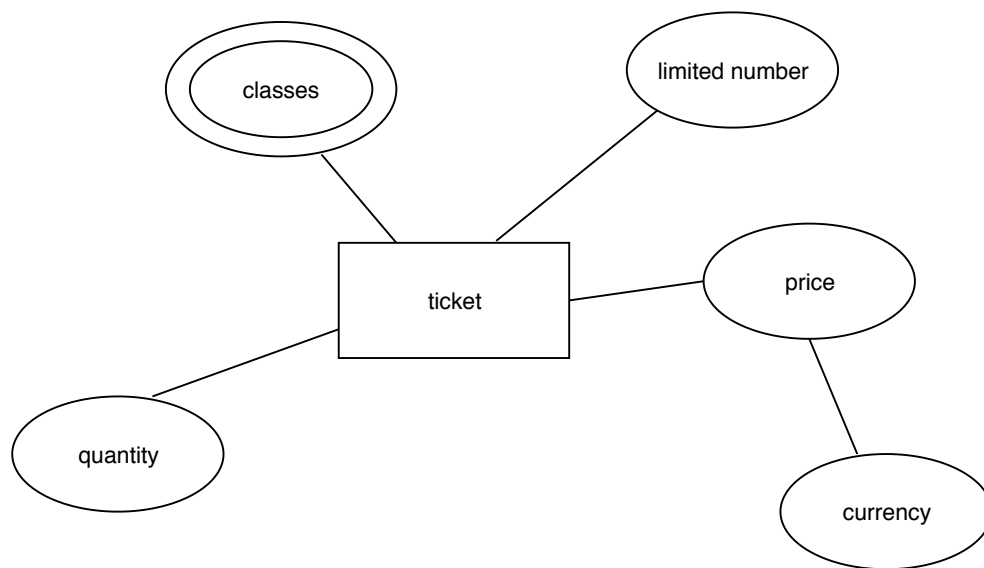 limited number
classes
price
ticket
quantity
currency